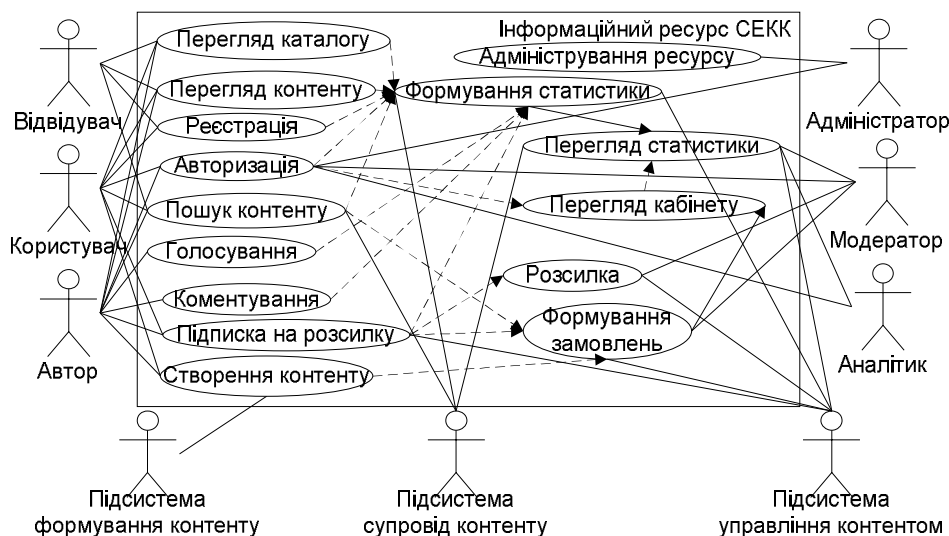 Інформаційний ресурс СЕКК
Перегляд каталогу
Адміністрування ресурсу
Перегляд контенту
Формування статистики
Відвідувач
Реєстрація
Адміністратор
Авторизація
Перегляд статистики
Пошук контенту
Перегляд кабінету
Користувач
Голосування
Модератор
Розсилка
Коментування
Підписка на розсилку
Формування
замовлень
Автор
Створення контенту
Аналітик
Підсистема
формування контенту
Підсистема
супровід контенту
Підсистема
управління контентом